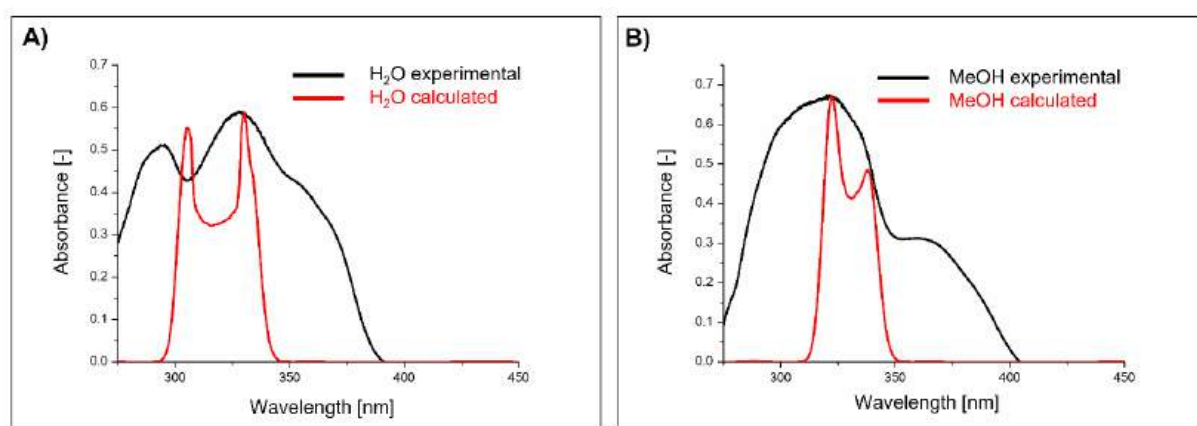 A)
H₂O experimental
H₂O calculated
0.7
0.6
0.5
0.4
0.3
0.2
0.1
0.0
Absorbance [-]
300
350
400
450
Wavelength [nm]
B)
MeOH experimental
MeOH calculated
0.7
0.6
0.5
0.4
0.3
0.2
0.1
0.0
Absorbance [-]
300
350
400
450
Wavelength [nm]